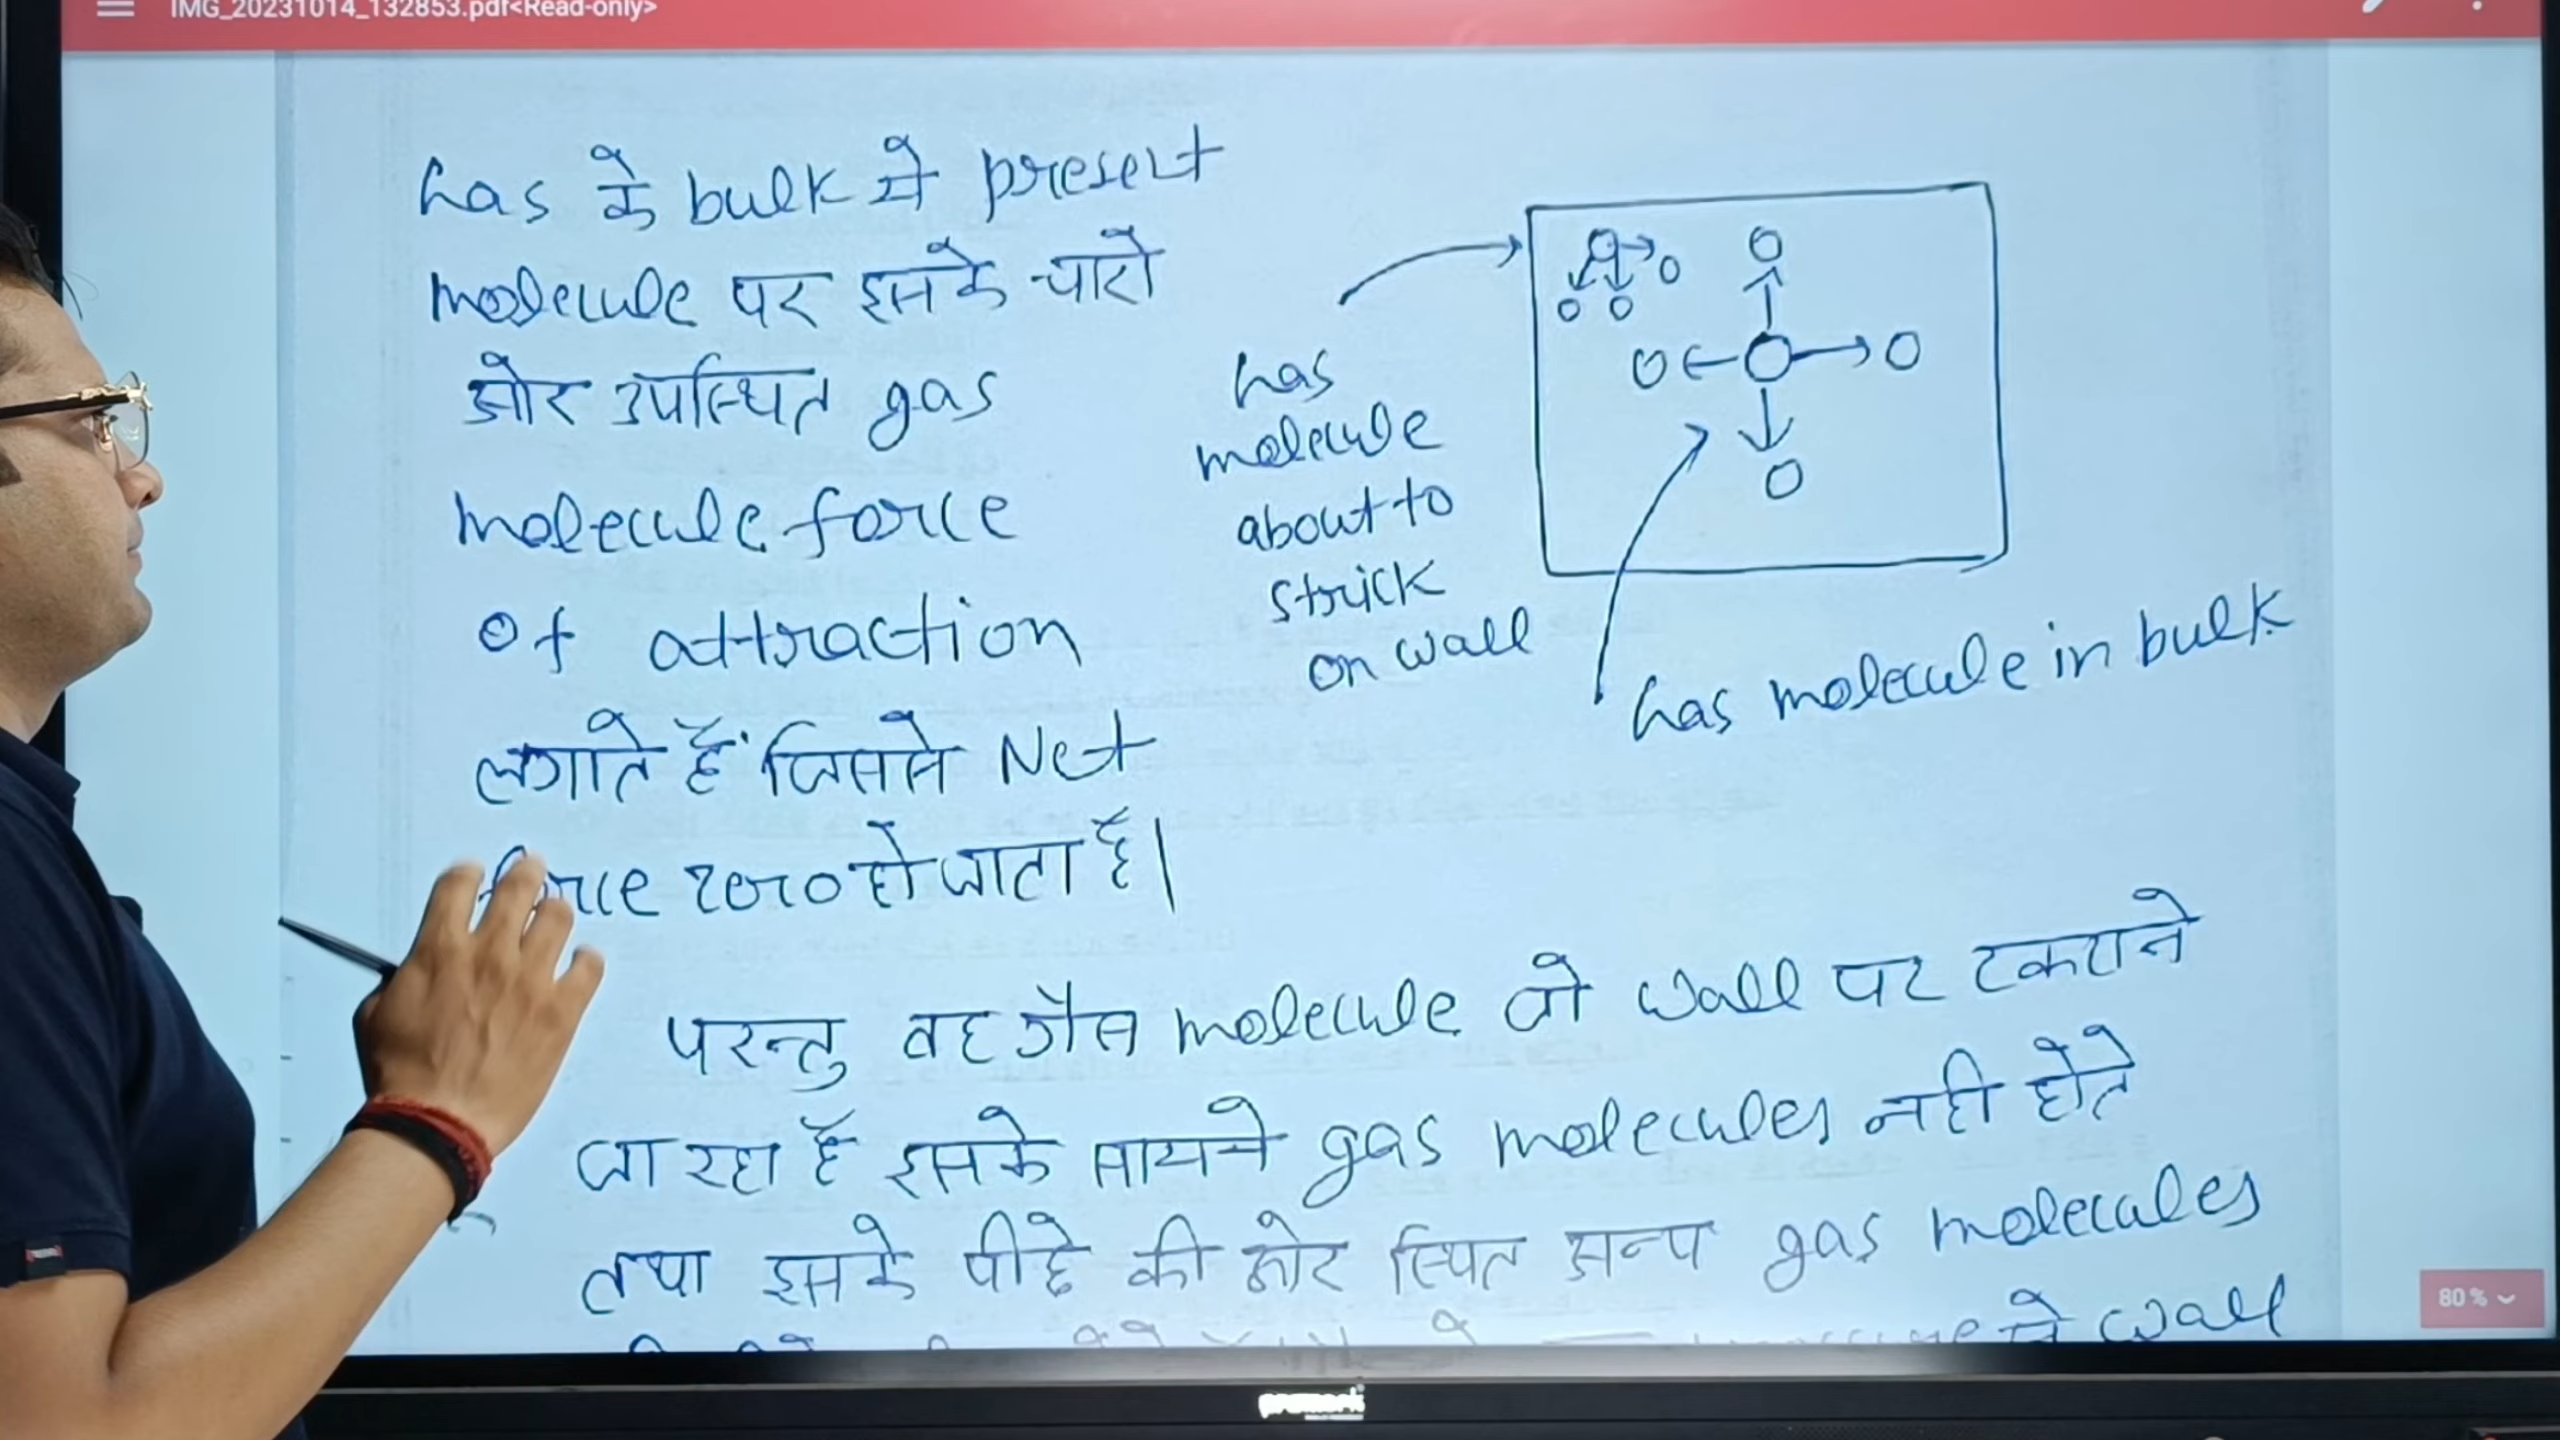 IMG_20231014_132853.pdf<Read-only>
Gas के bulk मे present
molecule पर इसके चारो
ओर उपस्थित gas
molecule force
of attraction
लगाते हैं जिससे Net
force zero हो जाता है|
Gas
molecule
about to
strick
on wall
Gas molecule in bulk
परन्तु वह गैस molecule जो wall पर टकराने
जा रहा है इसके सामने gas molecules नही होते
तथा इसके पीछे की ओर स्थित अन्य gas molecules
wall
80%